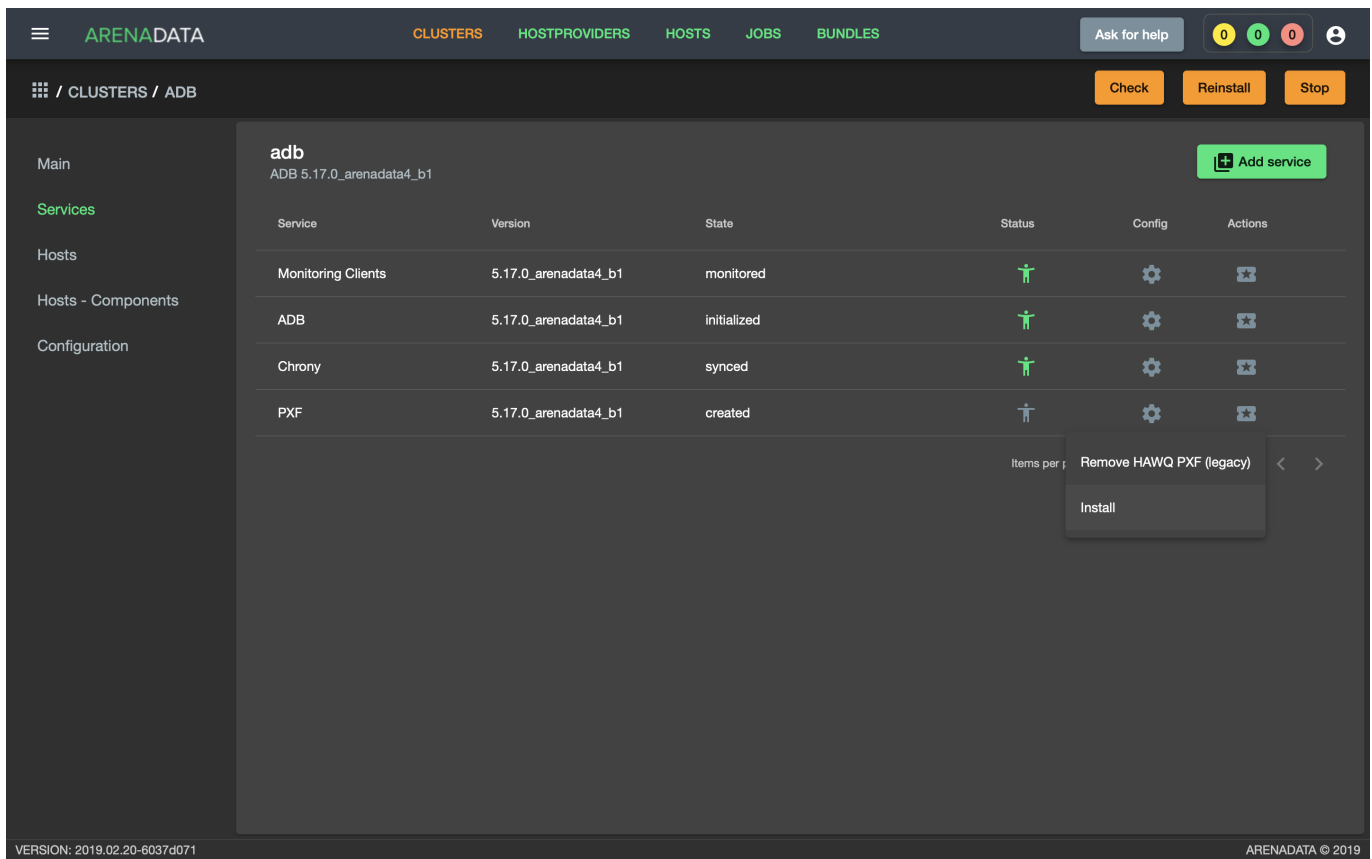 ARENADATA CLUSTERS HOSTPROVIDERS HOSTS JOBS BUNDLES Ask for help 0 0 0
/ CLUSTERS / ADB Check Reinstall Stop
Main
Services
Hosts
Hosts - Components
Configuration
adb
ADB 5.17.0_arenadata4_b1
Add service
Service Version State Status Config Actions
Monitoring Clients 5.17.0_arenadata4_b1 monitored
ADB 5.17.0_arenadata4_b1 initialized
Chrony 5.17.0_arenadata4_b1 synced
PXF 5.17.0_arenadata4_b1 created
Items per
Remove HAWQ PXF (legacy)
Install
VERSION: 2019.02.20-6037d071 ARENADATA © 2019